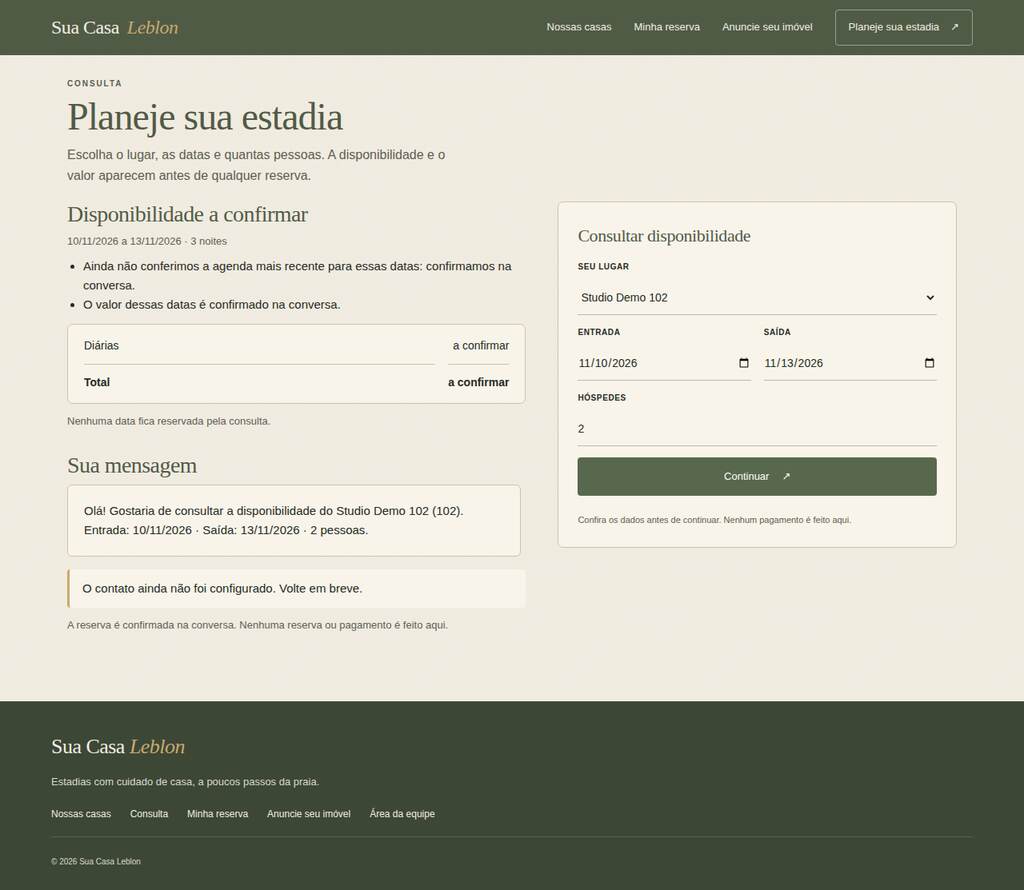 Sua Casa Leblon
Nossas casas
Minha reserva
Anuncie seu imóvel
Planeje sua estadia ↗
CONSULTA
Planeje sua estadia
Escolha o lugar, as datas e quantas pessoas. A disponibilidade e o
valor aparecem antes de qualquer reserva.
Disponibilidade a confirmar
10/11/2026 a 13/11/2026 · 3 noites
• Ainda não conferimos a agenda mais recente para essas datas: confirmamos na
conversa.
• O valor dessas datas é confirmado na conversa.
Diárias a confirmar
Total a confirmar
Nenhuma data fica reservada pela consulta.
Sua mensagem
Olá! Gostaria de consultar a disponibilidade do Studio Demo 102 (102).
Entrada: 10/11/2026 · Saída: 13/11/2026 · 2 pessoas.
O contato ainda não foi configurado. Volte em breve.
A reserva é confirmada na conversa. Nenhuma reserva ou pagamento é feito aqui.
Consultar disponibilidade
SEU LUGAR
Studio Demo 102
ENTRADA
11/10/2026
SAÍDA
11/13/2026
HÓSPEDES
2
Continuar ↗
Confira os dados antes de continuar. Nenhum pagamento é feito aqui.
Sua Casa Leblon
Estadias com cuidado de casa, a poucos passos da praia.
Nossas casas
Consulta
Minha reserva
Anuncie seu imóvel
Área da equipe
© 2026 Sua Casa Leblon